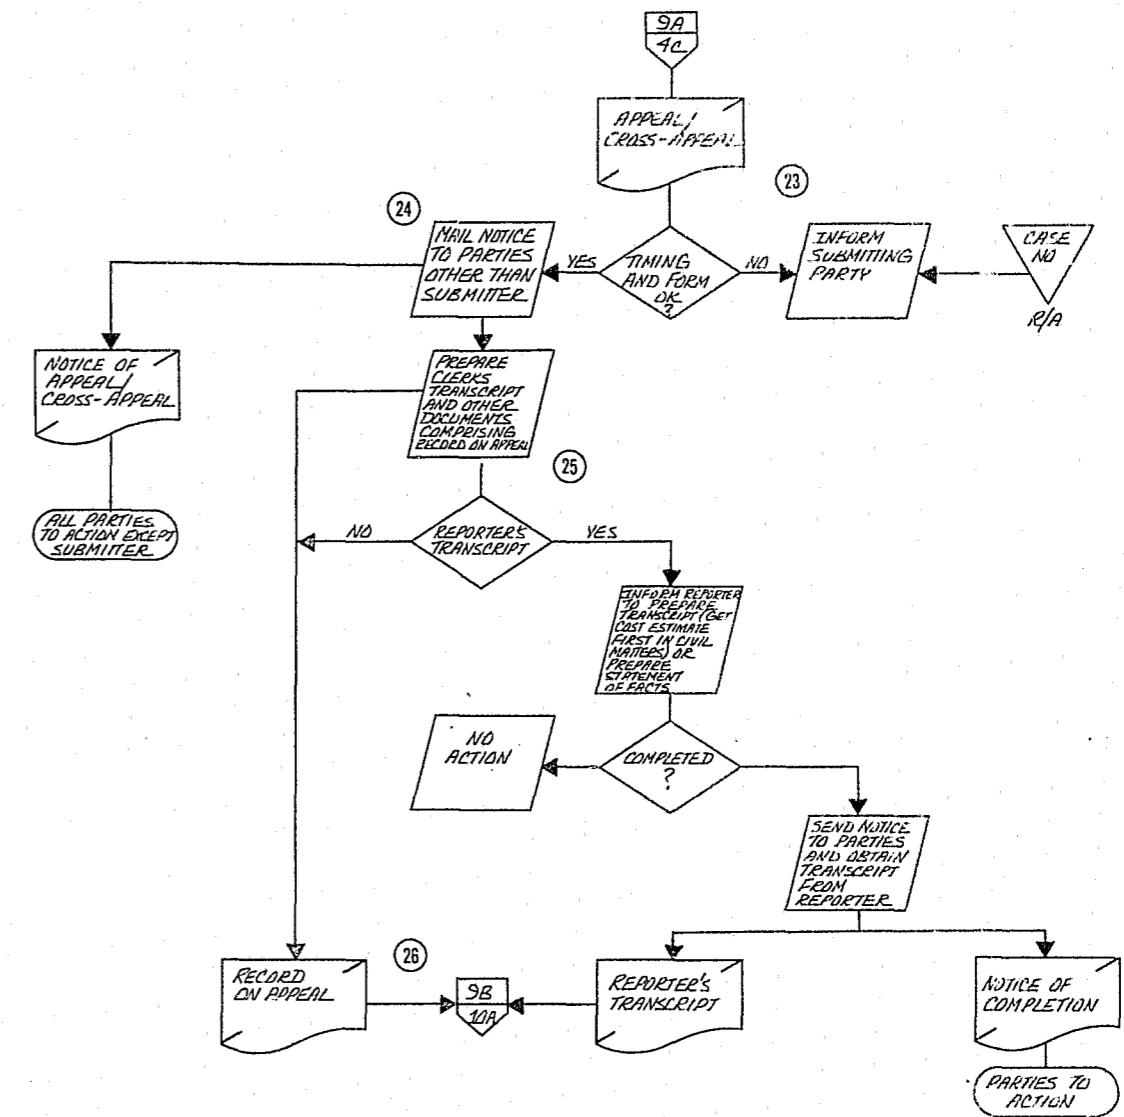 9A
4C
APPEAL/
CROSS-APPEAL
23
24
MAIL NOTICE
TO PARTIES
OTHER THAN
SUBMITTER
YES
TIMING
AND FORM
OK
?
NO
INFORM
SUBMITTING
PARTY
CASE
NO
R/A
NOTICE OF
APPEAL/
CROSS-APPEAL
PREPARE
CLERKS
TRANSCRIPT
AND OTHER
DOCUMENTS
COMPRISING
RECORD ON APPEAL
25
ALL PARTIES
TO ACTION EXCEPT
SUBMITTER
NO
REPORTER'S
TRANSCRIPT
YES
INFORM REPORTER
TO PREPARE
TRANSCRIPT (GET
COST ESTIMATE
FIRST IN CIVIL
MATTERS) OR
PREPARE
STATEMENT
OF FACTS
NO
ACTION
COMPLETED
?
SEND NOTICE
TO PARTIES
AND OBTAIN
TRANSCRIPT
FROM
REPORTER
26
RECORD
ON APPEAL
9B
10A
REPORTER'S
TRANSCRIPT
NOTICE OF
COMPLETION
PARTIES TO
ACTION